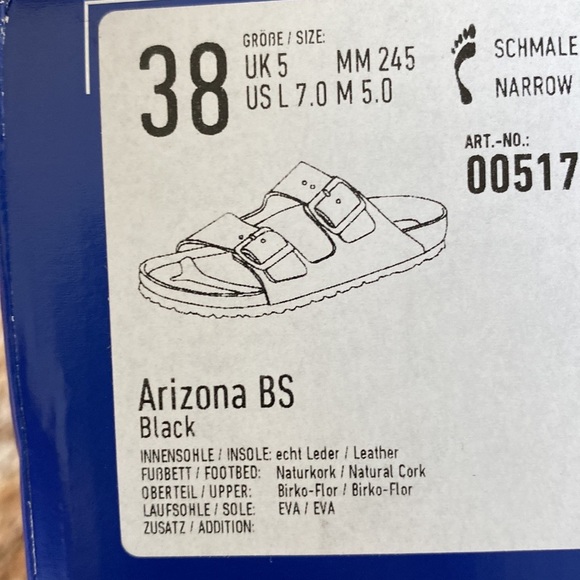 38
GRÖßE / SIZE:
UK 5 MM 245
US L 7.0 M 5.0
SCHMALE
NARROW
ART.-NO.:
00517
Arizona BS
Black
INNENSOHLE / INSOLE: echt Leder / Leather
FUßBETT / FOOTBED: Naturkork / Natural Cork
OBERTEIL / UPPER: Birko-Flor / Birko-Flor
LAUFSOHLE / SOLE: EVA / EVA
ZUSATZ / ADDITION: